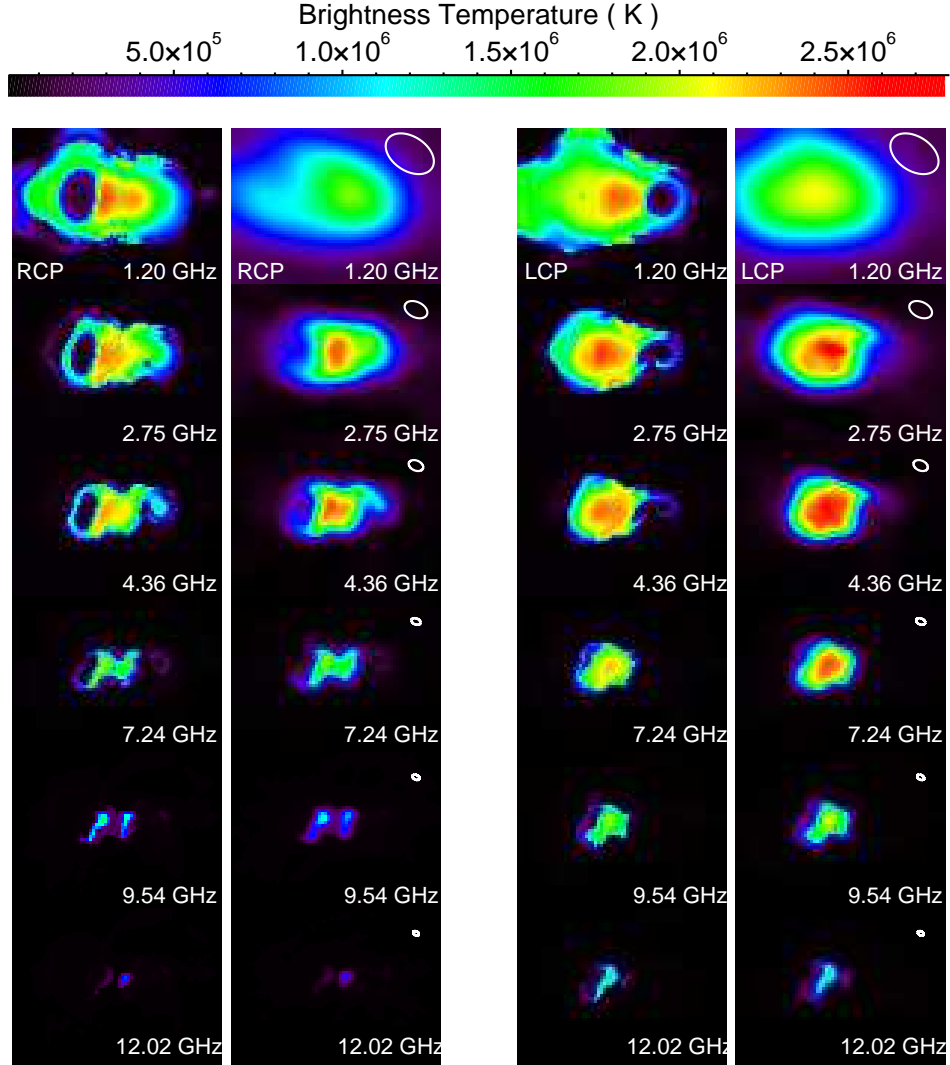 Brightness Temperature ( K )
5.0×10⁵ 1.0×10⁶ 1.5×10⁶ 2.0×10⁶ 2.5×10⁶
RCP 1.20 GHz RCP 1.20 GHz LCP 1.20 GHz LCP 1.20 GHz
2.75 GHz 2.75 GHz 2.75 GHz 2.75 GHz
4.36 GHz 4.36 GHz 4.36 GHz 4.36 GHz
7.24 GHz 7.24 GHz 7.24 GHz 7.24 GHz
9.54 GHz 9.54 GHz 9.54 GHz 9.54 GHz
12.02 GHz 12.02 GHz 12.02 GHz 12.02 GHz